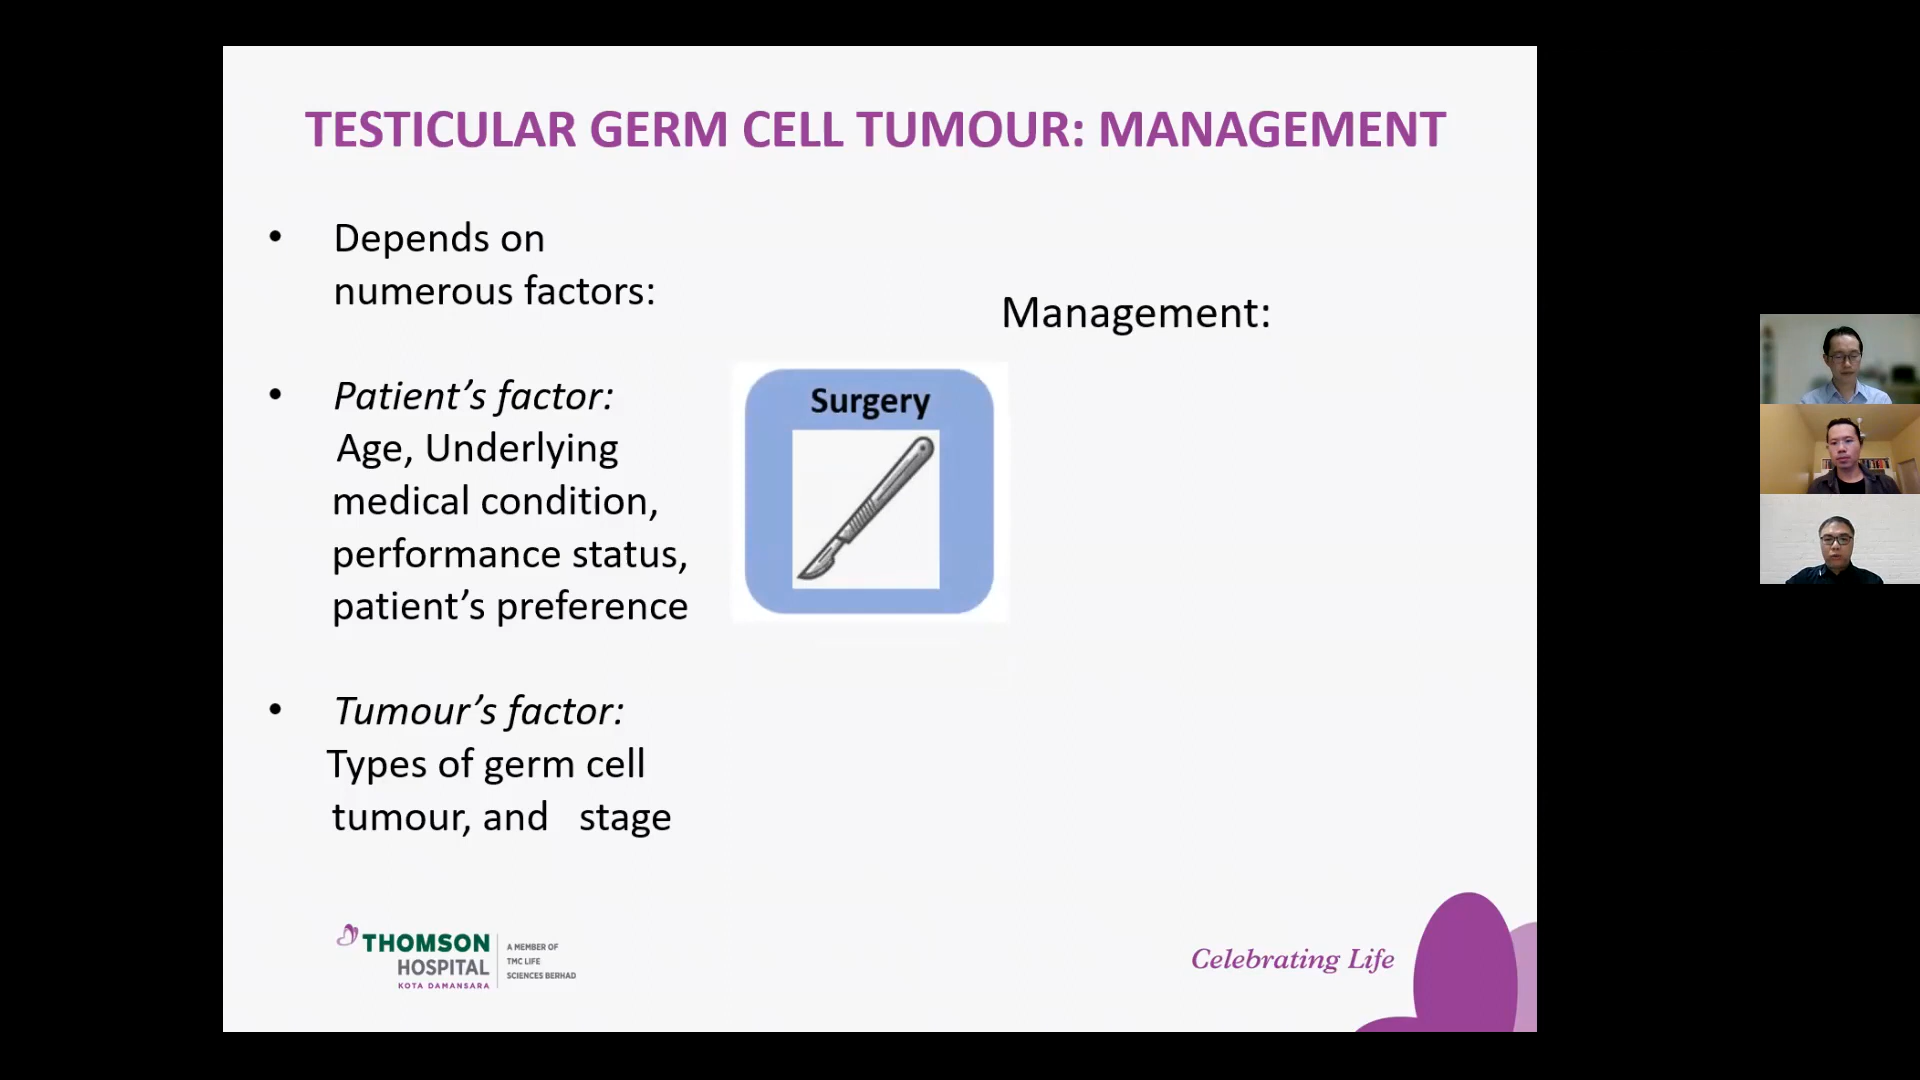 TESTICULAR GERM CELL TUMOUR: MANAGEMENT
• Depends on
numerous factors:
• Patient’s factor:
Age, Underlying
medical condition,
performance status,
patient’s preference
• Tumour’s factor:
Types of germ cell
tumour, and stage
Management:
Surgery
THOMSON
HOSPITAL
KOTA DAMANSARA
A MEMBER OF
TMC LIFE
SCIENCES BERHAD
Celebrating Life